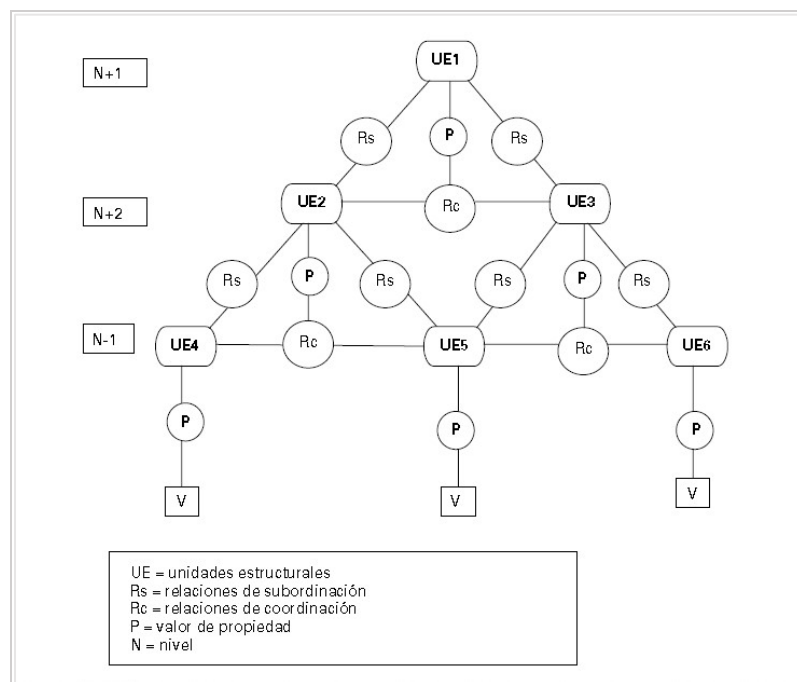 UE1
N+1
Rs
P
Rs
UE2
UE3
N+2
Rc
Rs
P
Rs
Rs
P
Rs
N-1
UE4
Rc
UE5
Rc
UE6
P
P
P
V
V
V
UE = unidades estructurales
Rs = relaciones de subordinación
Rc = relaciones de coordinación
P = valor de propiedad
N = nivel